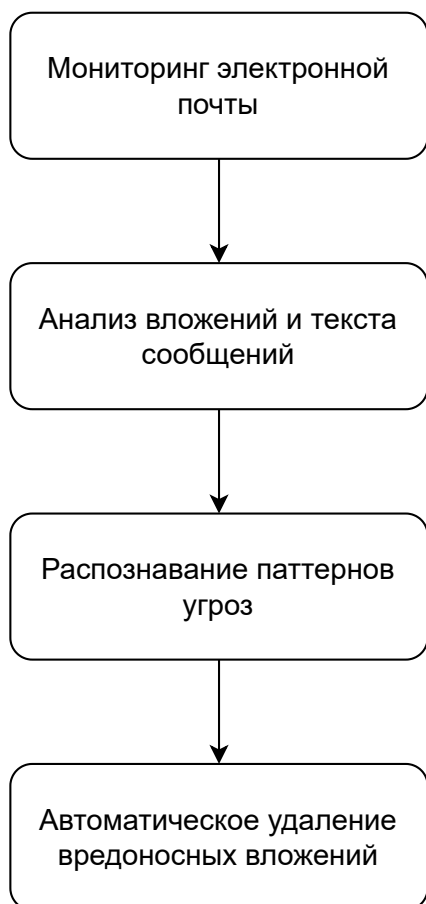 Мониторинг электронной
почты
Анализ вложений и текста
сообщений
Распознавание паттернов
угроз
Автоматическое удаление
вредоносных вложений